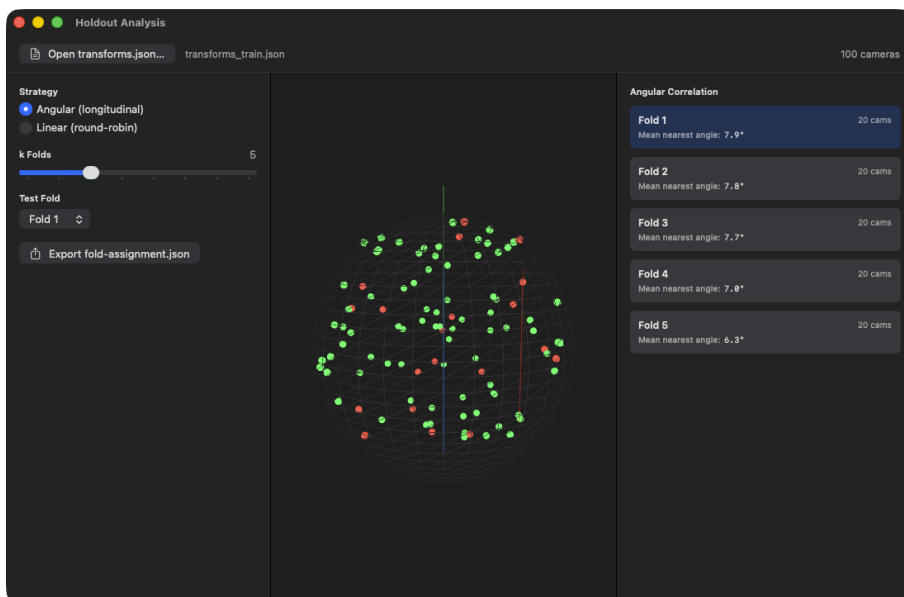 Holdout Analysis
Open transforms.json...
transforms_train.json
100 cameras
Strategy
Angular (longitudinal)
Linear (round-robin)
k Folds
5
Test Fold
Fold 1
Export fold-assignment.json
Angular Correlation
Fold 1
20 cams
Mean nearest angle: 7.9°
Fold 2
20 cams
Mean nearest angle: 7.8°
Fold 3
20 cams
Mean nearest angle: 7.7°
Fold 4
20 cams
Mean nearest angle: 7.0°
Fold 5
20 cams
Mean nearest angle: 6.3°